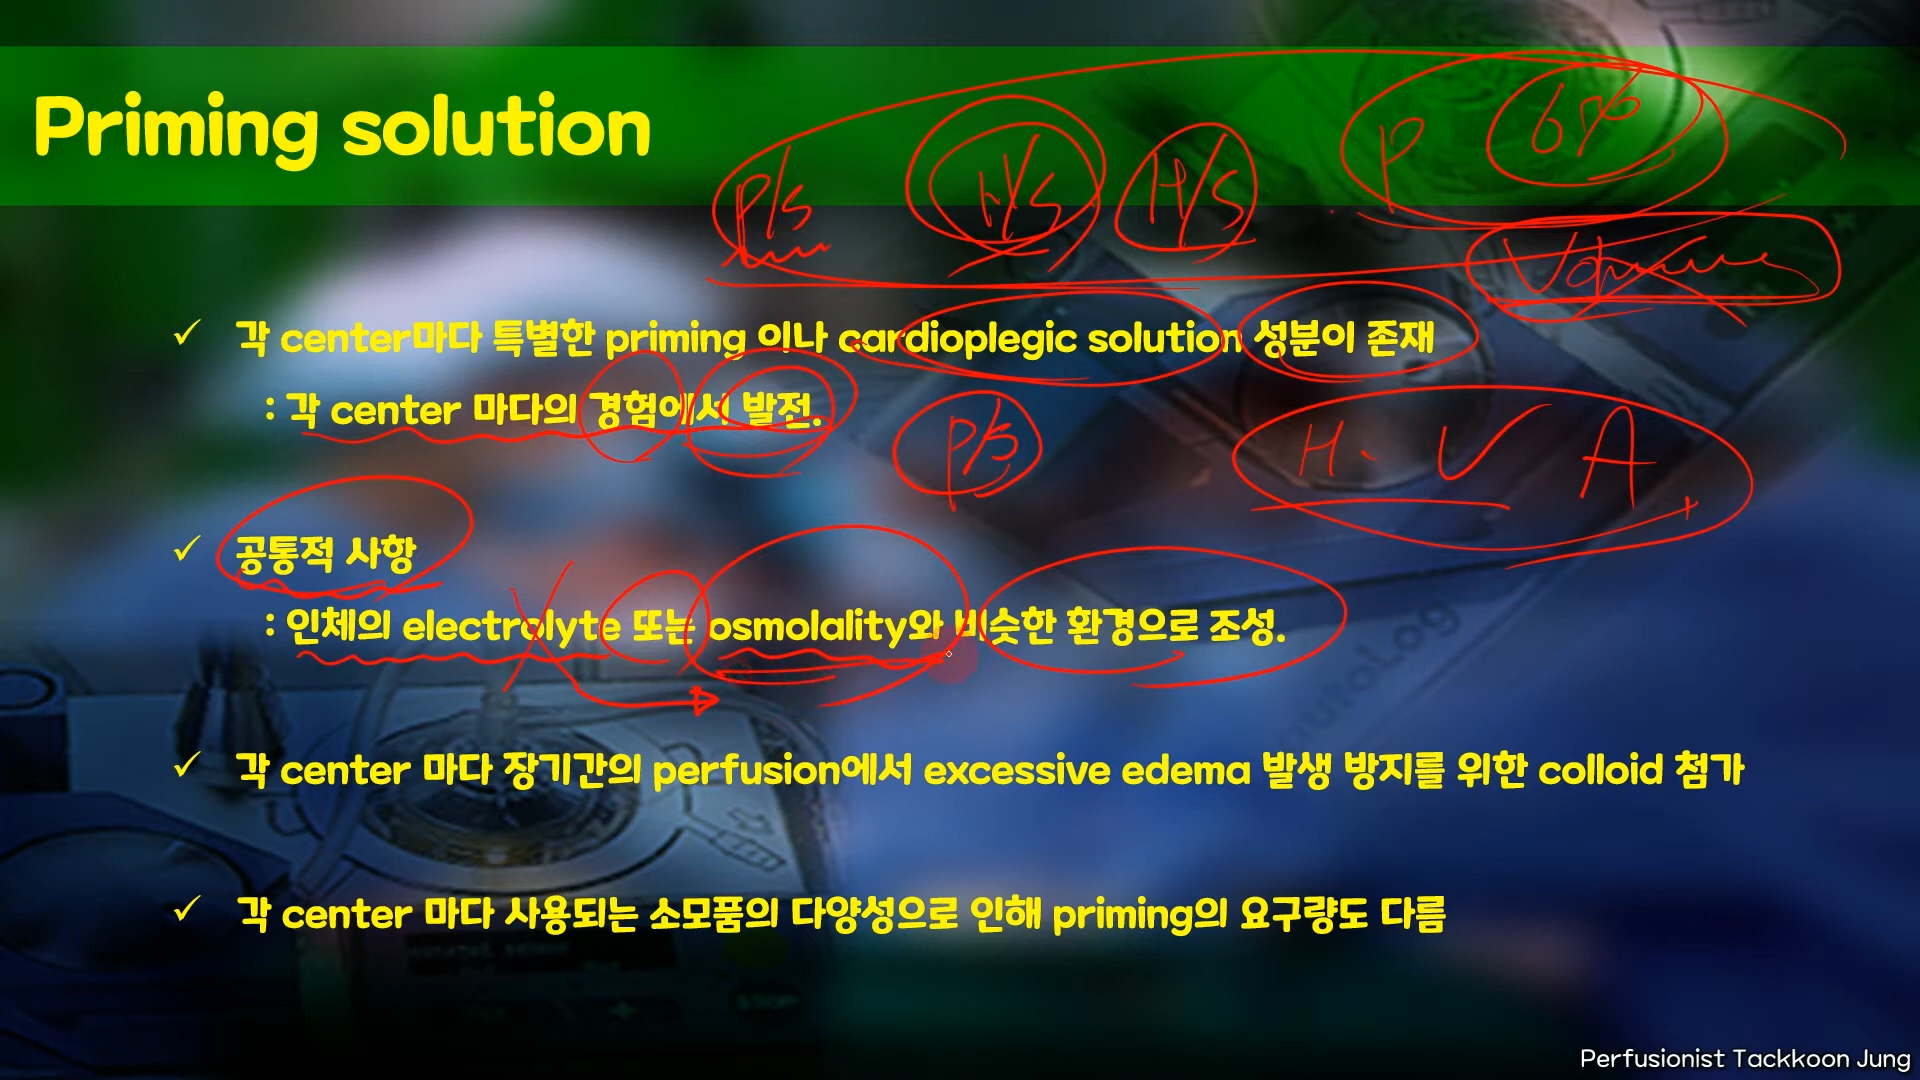 Priming solution
P/S H/S H/S P
✓ 각 center마다 특별한 priming 이나 cardioplegic solution 성분이 존재
: 각 center 마다의 경험에서 발전.
P/S H. V A
✓ 공통적 사항
: 인체의 electrolyte 또는 osmolality와 비슷한 환경으로 조성.
✓ 각 center 마다 장기간의 perfusion에서 excessive edema 발생 방지를 위한 colloid 첨가
✓ 각 center 마다 사용되는 소모품의 다양성으로 인해 priming의 요구량도 다름
Perfusionist Tackkoon Jung